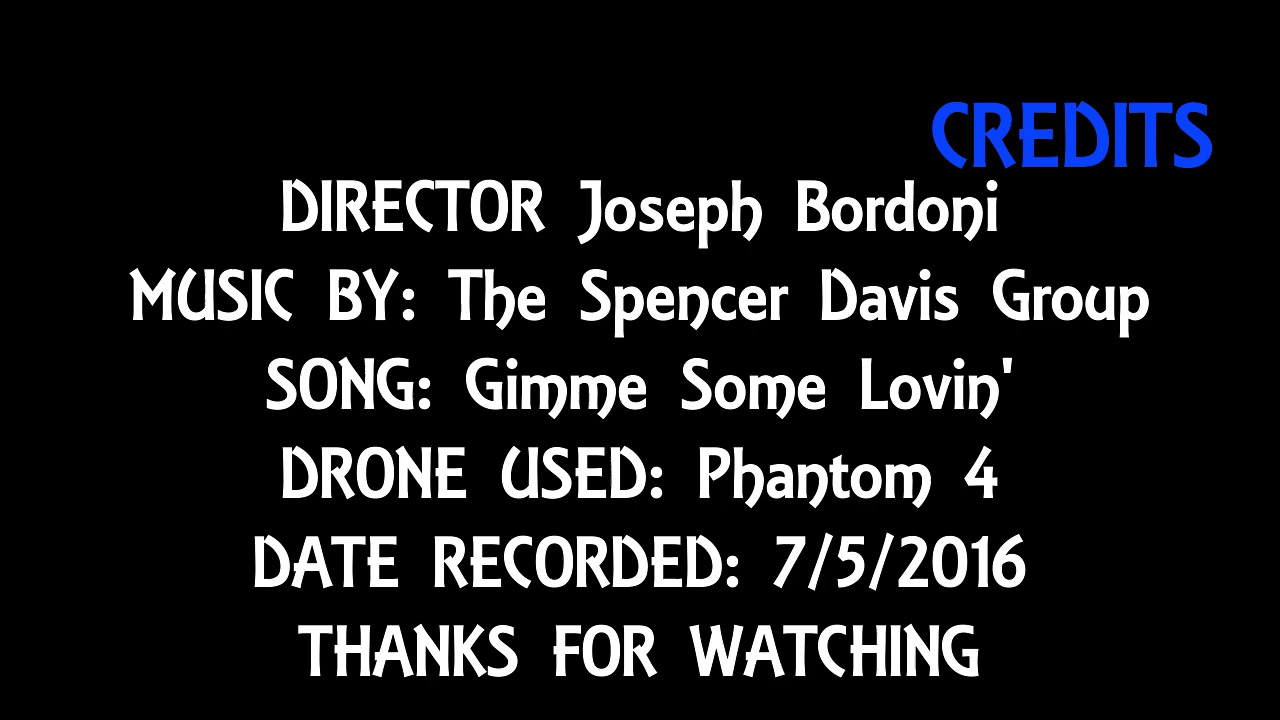 CREDITS
DIRECTOR Joseph Bordoni
MUSIC BY: The Spencer Davis Group
SONG: Gimme Some Lovin'
DRONE USED: Phantom 4
DATE RECORDED: 7/5/2016
THANKS FOR WATCHING